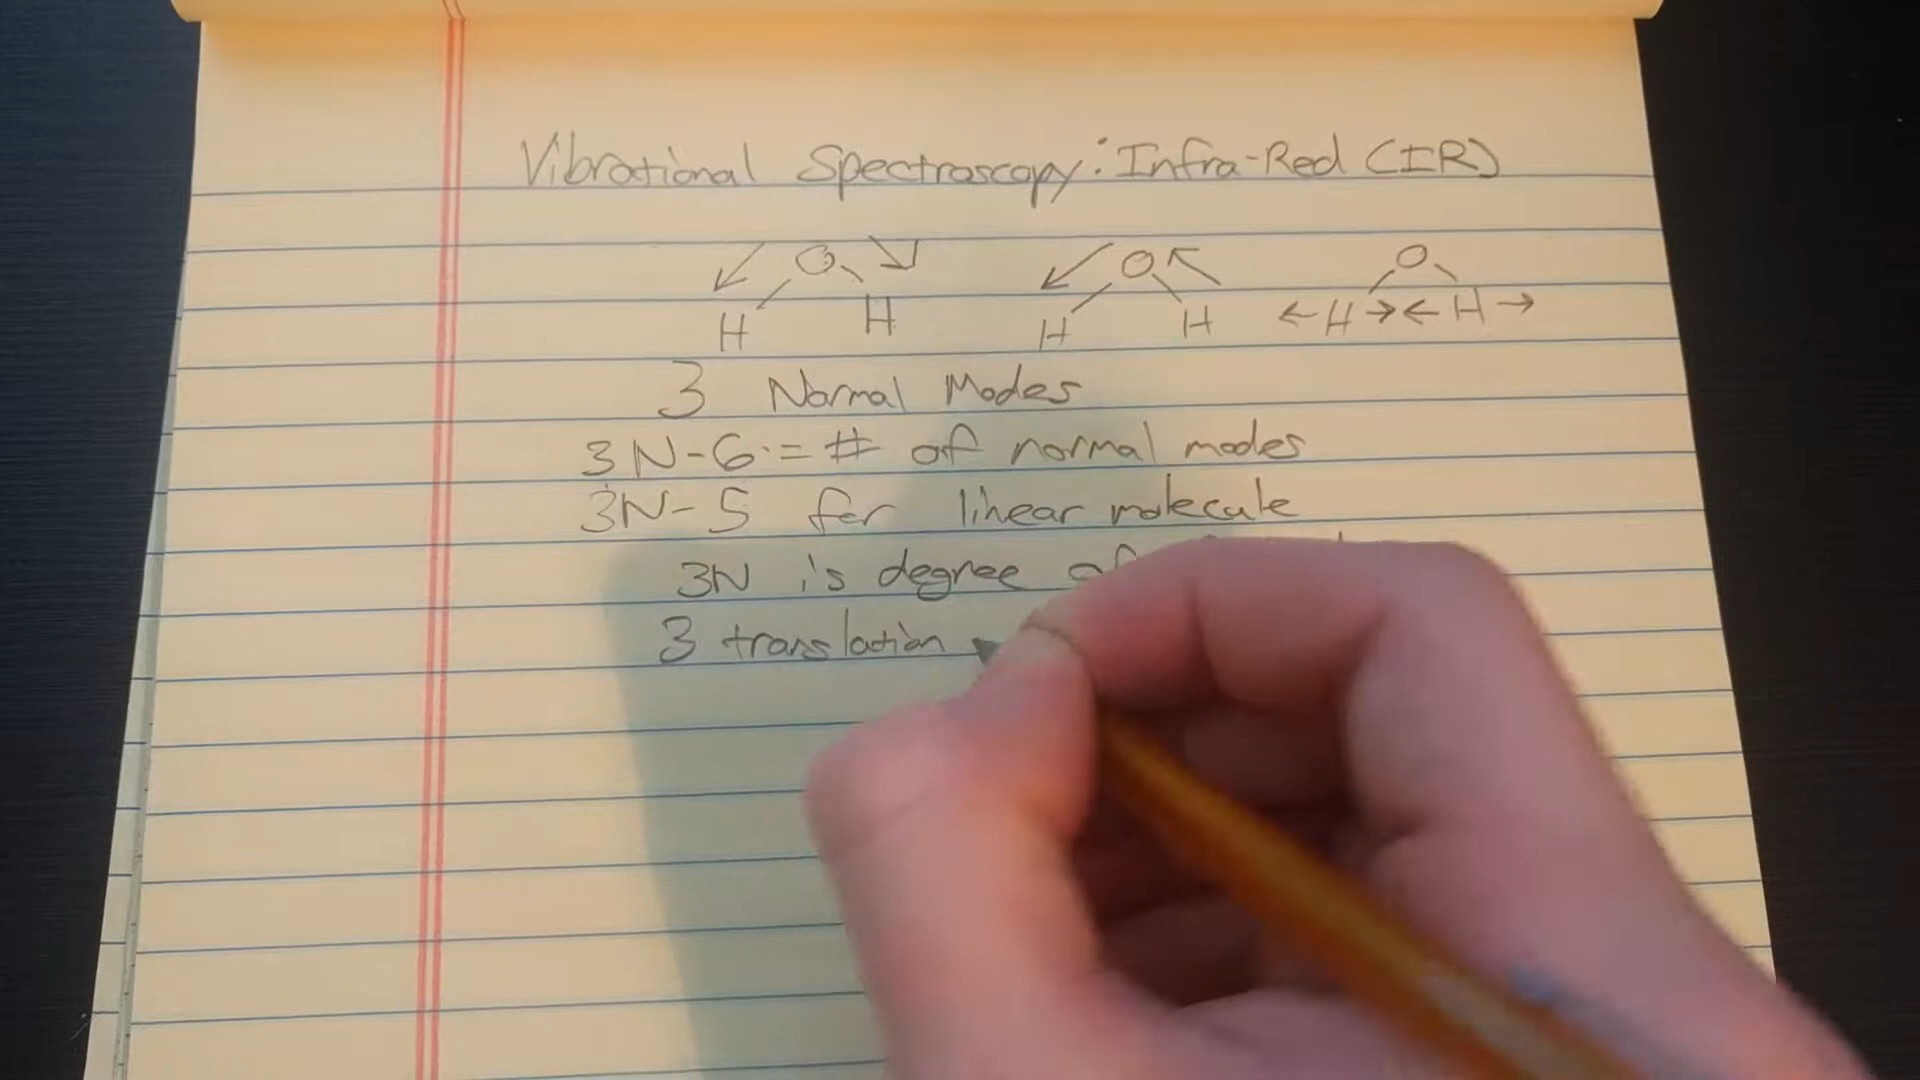 Vibrational Spectroscopy: Infra-Red (IR)
O O O
H H H H ← H → ← H →
3 Normal Modes
3N-6 = # of normal modes
3N-5 for linear molecule
3N is degree of
3 translation